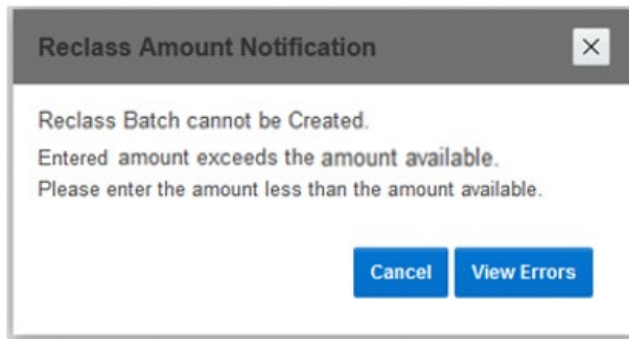 Reclass Amount Notification
Reclass Batch cannot be Created.
Entered amount exceeds the amount available.
Please enter the amount less than the amount available.
Cancel View Errors